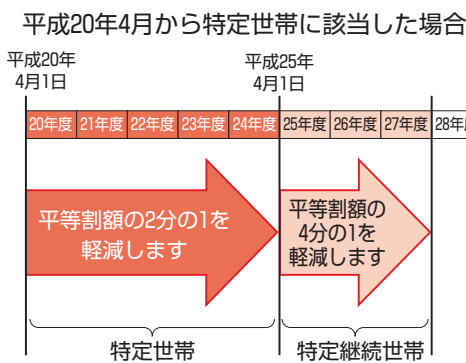 平成20年4月から特定世帯に該当した場合
平成20年
4月1日
平成25年
4月1日
20年度 21年度 22年度 23年度 24年度 25年度 26年度 27年度 28年
平等割額の2分の1を
軽減します
平等割額の
4分の1を
軽減します
特定世帯
特定継続世帯